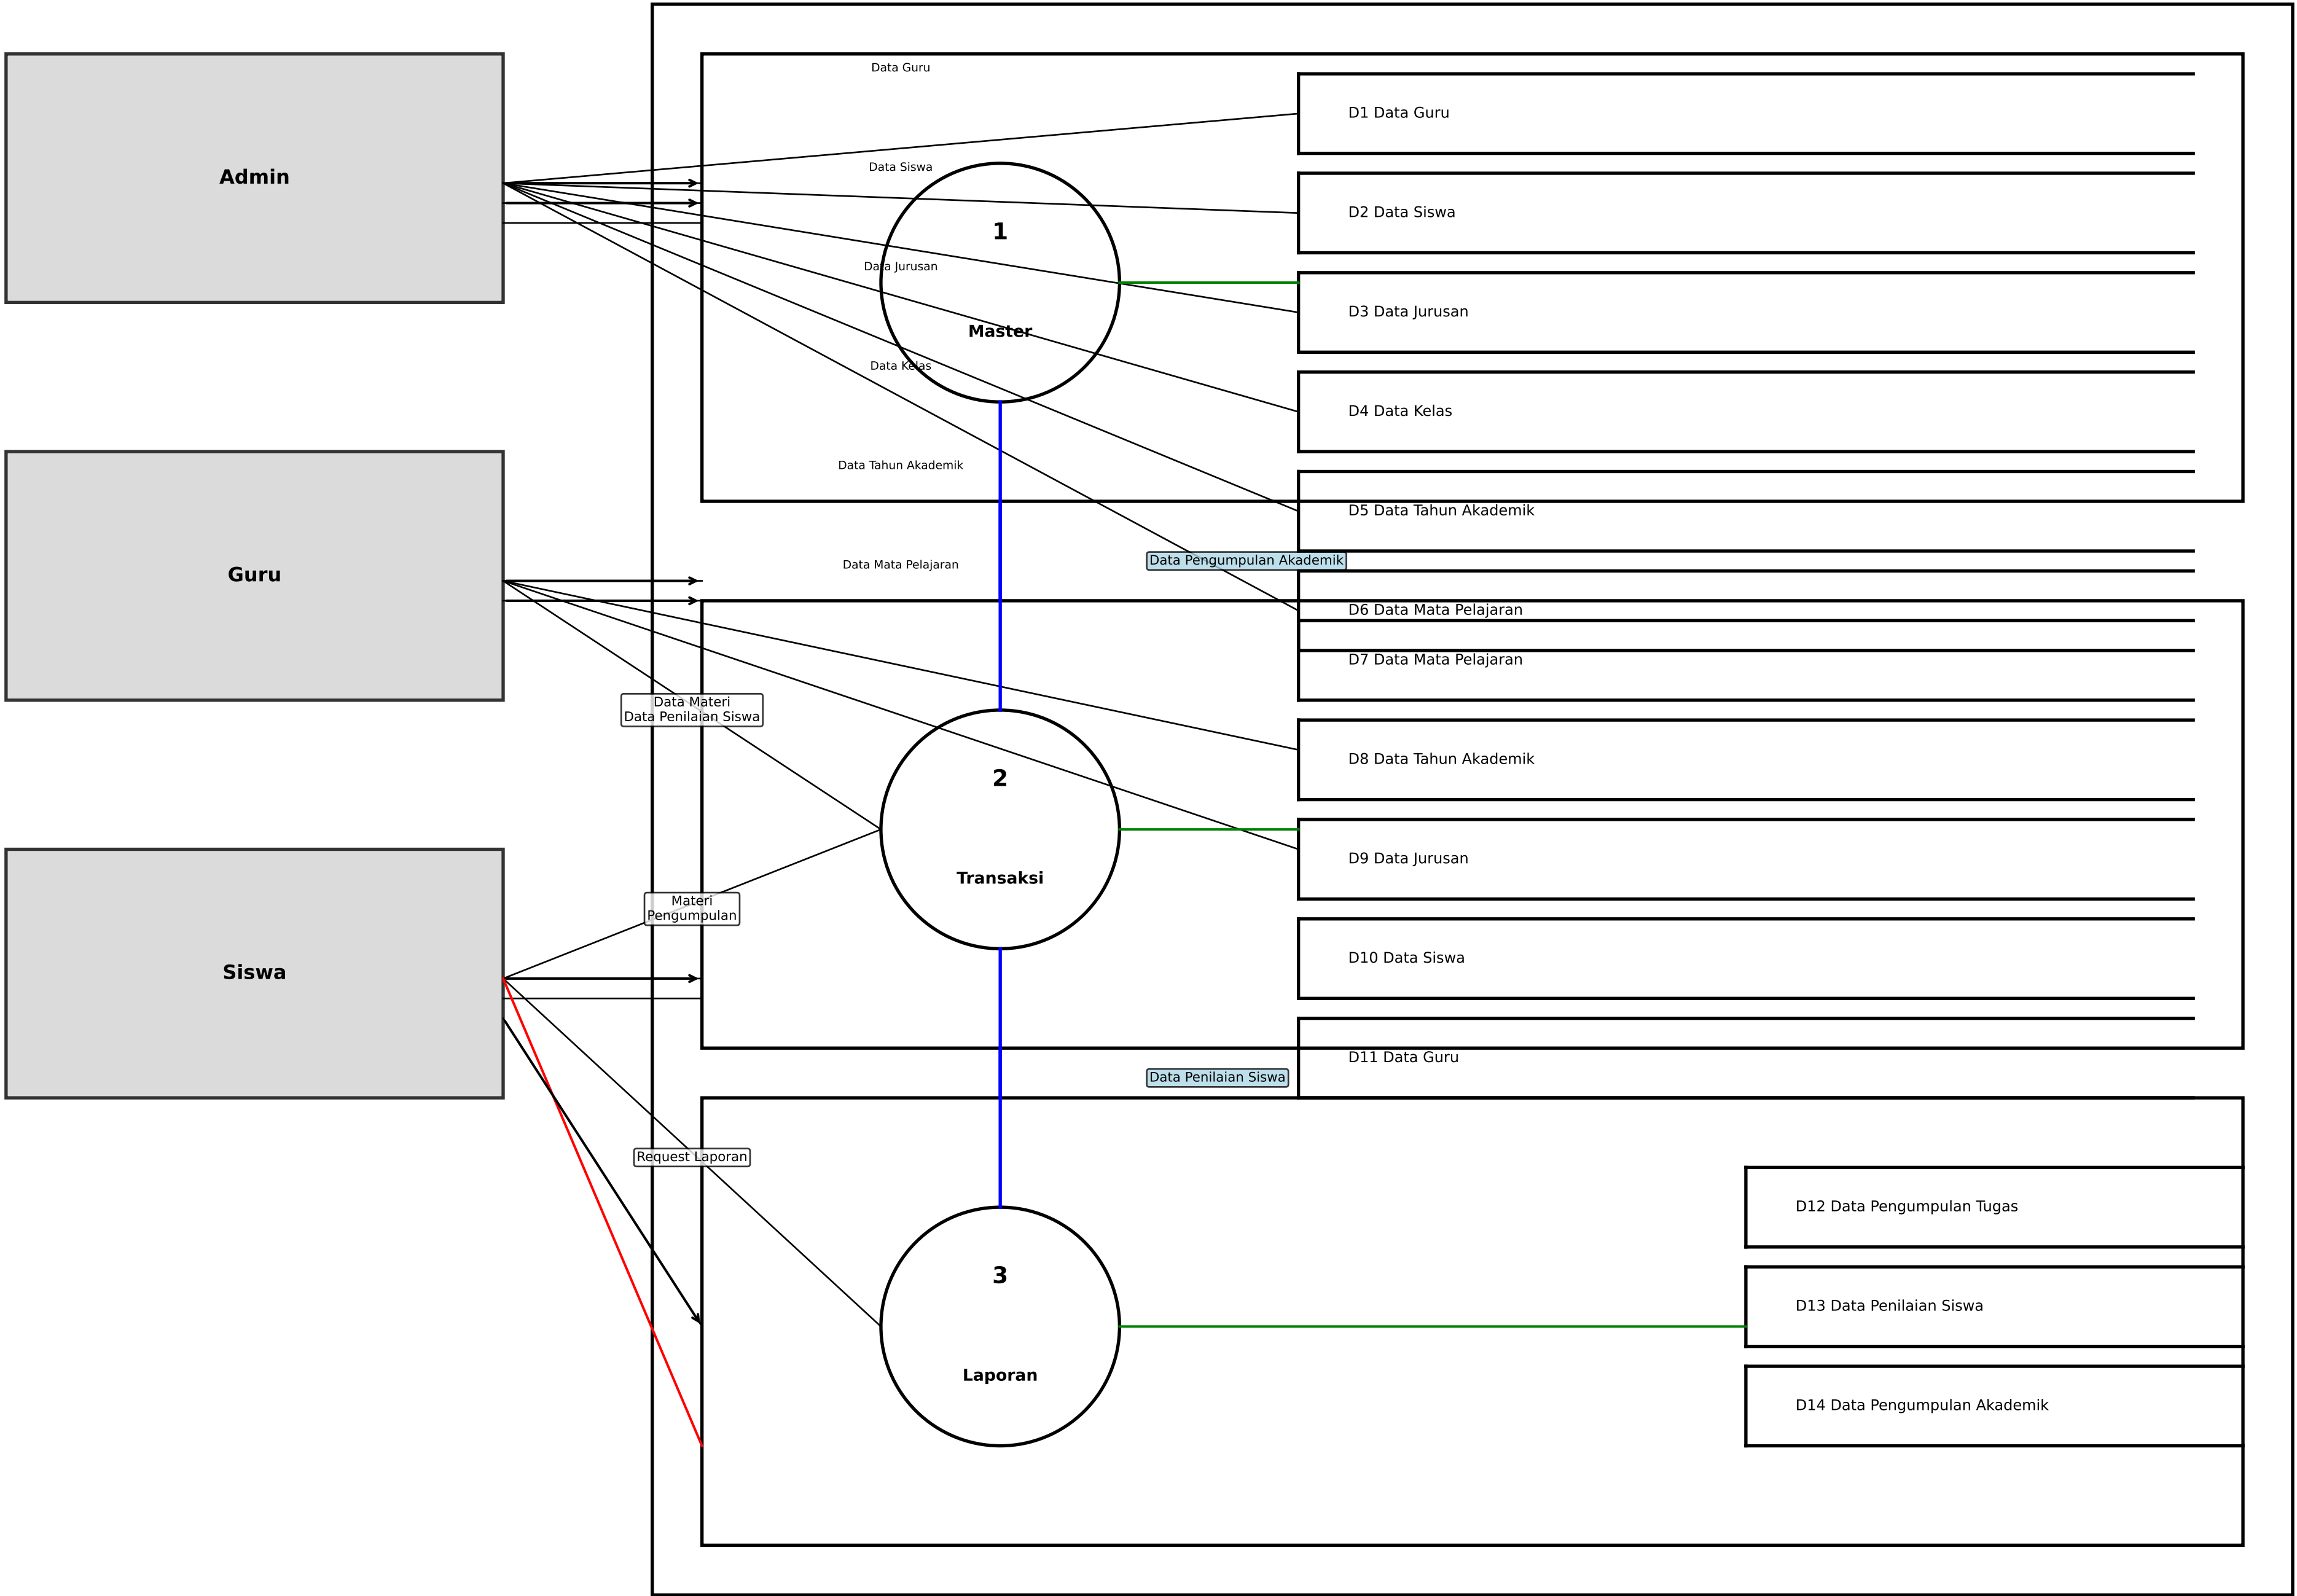 Admin
Guru
Siswa
Data Guru
Data Siswa
Data Jurusan
Data Kelas
Data Tahun Akademik
Data Mata Pelajaran
1
Master
D1 Data Guru
D2 Data Siswa
D3 Data Jurusan
D4 Data Kelas
D5 Data Tahun Akademik
Data Pengumpulan Akademik
D6 Data Mata Pelajaran
D7 Data Mata Pelajaran
Data Materi
Data Penilaian Siswa
2
Transaksi
D8 Data Tahun Akademik
D9 Data Jurusan
Materi
Pengumpulan
D10 Data Siswa
D11 Data Guru
Data Penilaian Siswa
Request Laporan
3
Laporan
D12 Data Pengumpulan Tugas
D13 Data Penilaian Siswa
D14 Data Pengumpulan Akademik